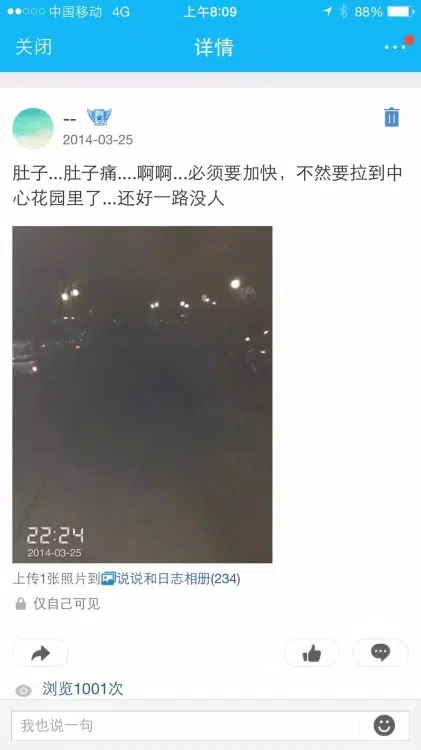 中国移动 4G 上午8:09 88%
关闭 详情
--
2014-03-25
肚子...肚子痛....啊啊...必须要加快，不然要拉到中
心花园里了...还好一路没人
22:24
2014-03-25
上传1张照片到说说和日志相册(234)
仅自己可见
浏览1001次
我也说一句